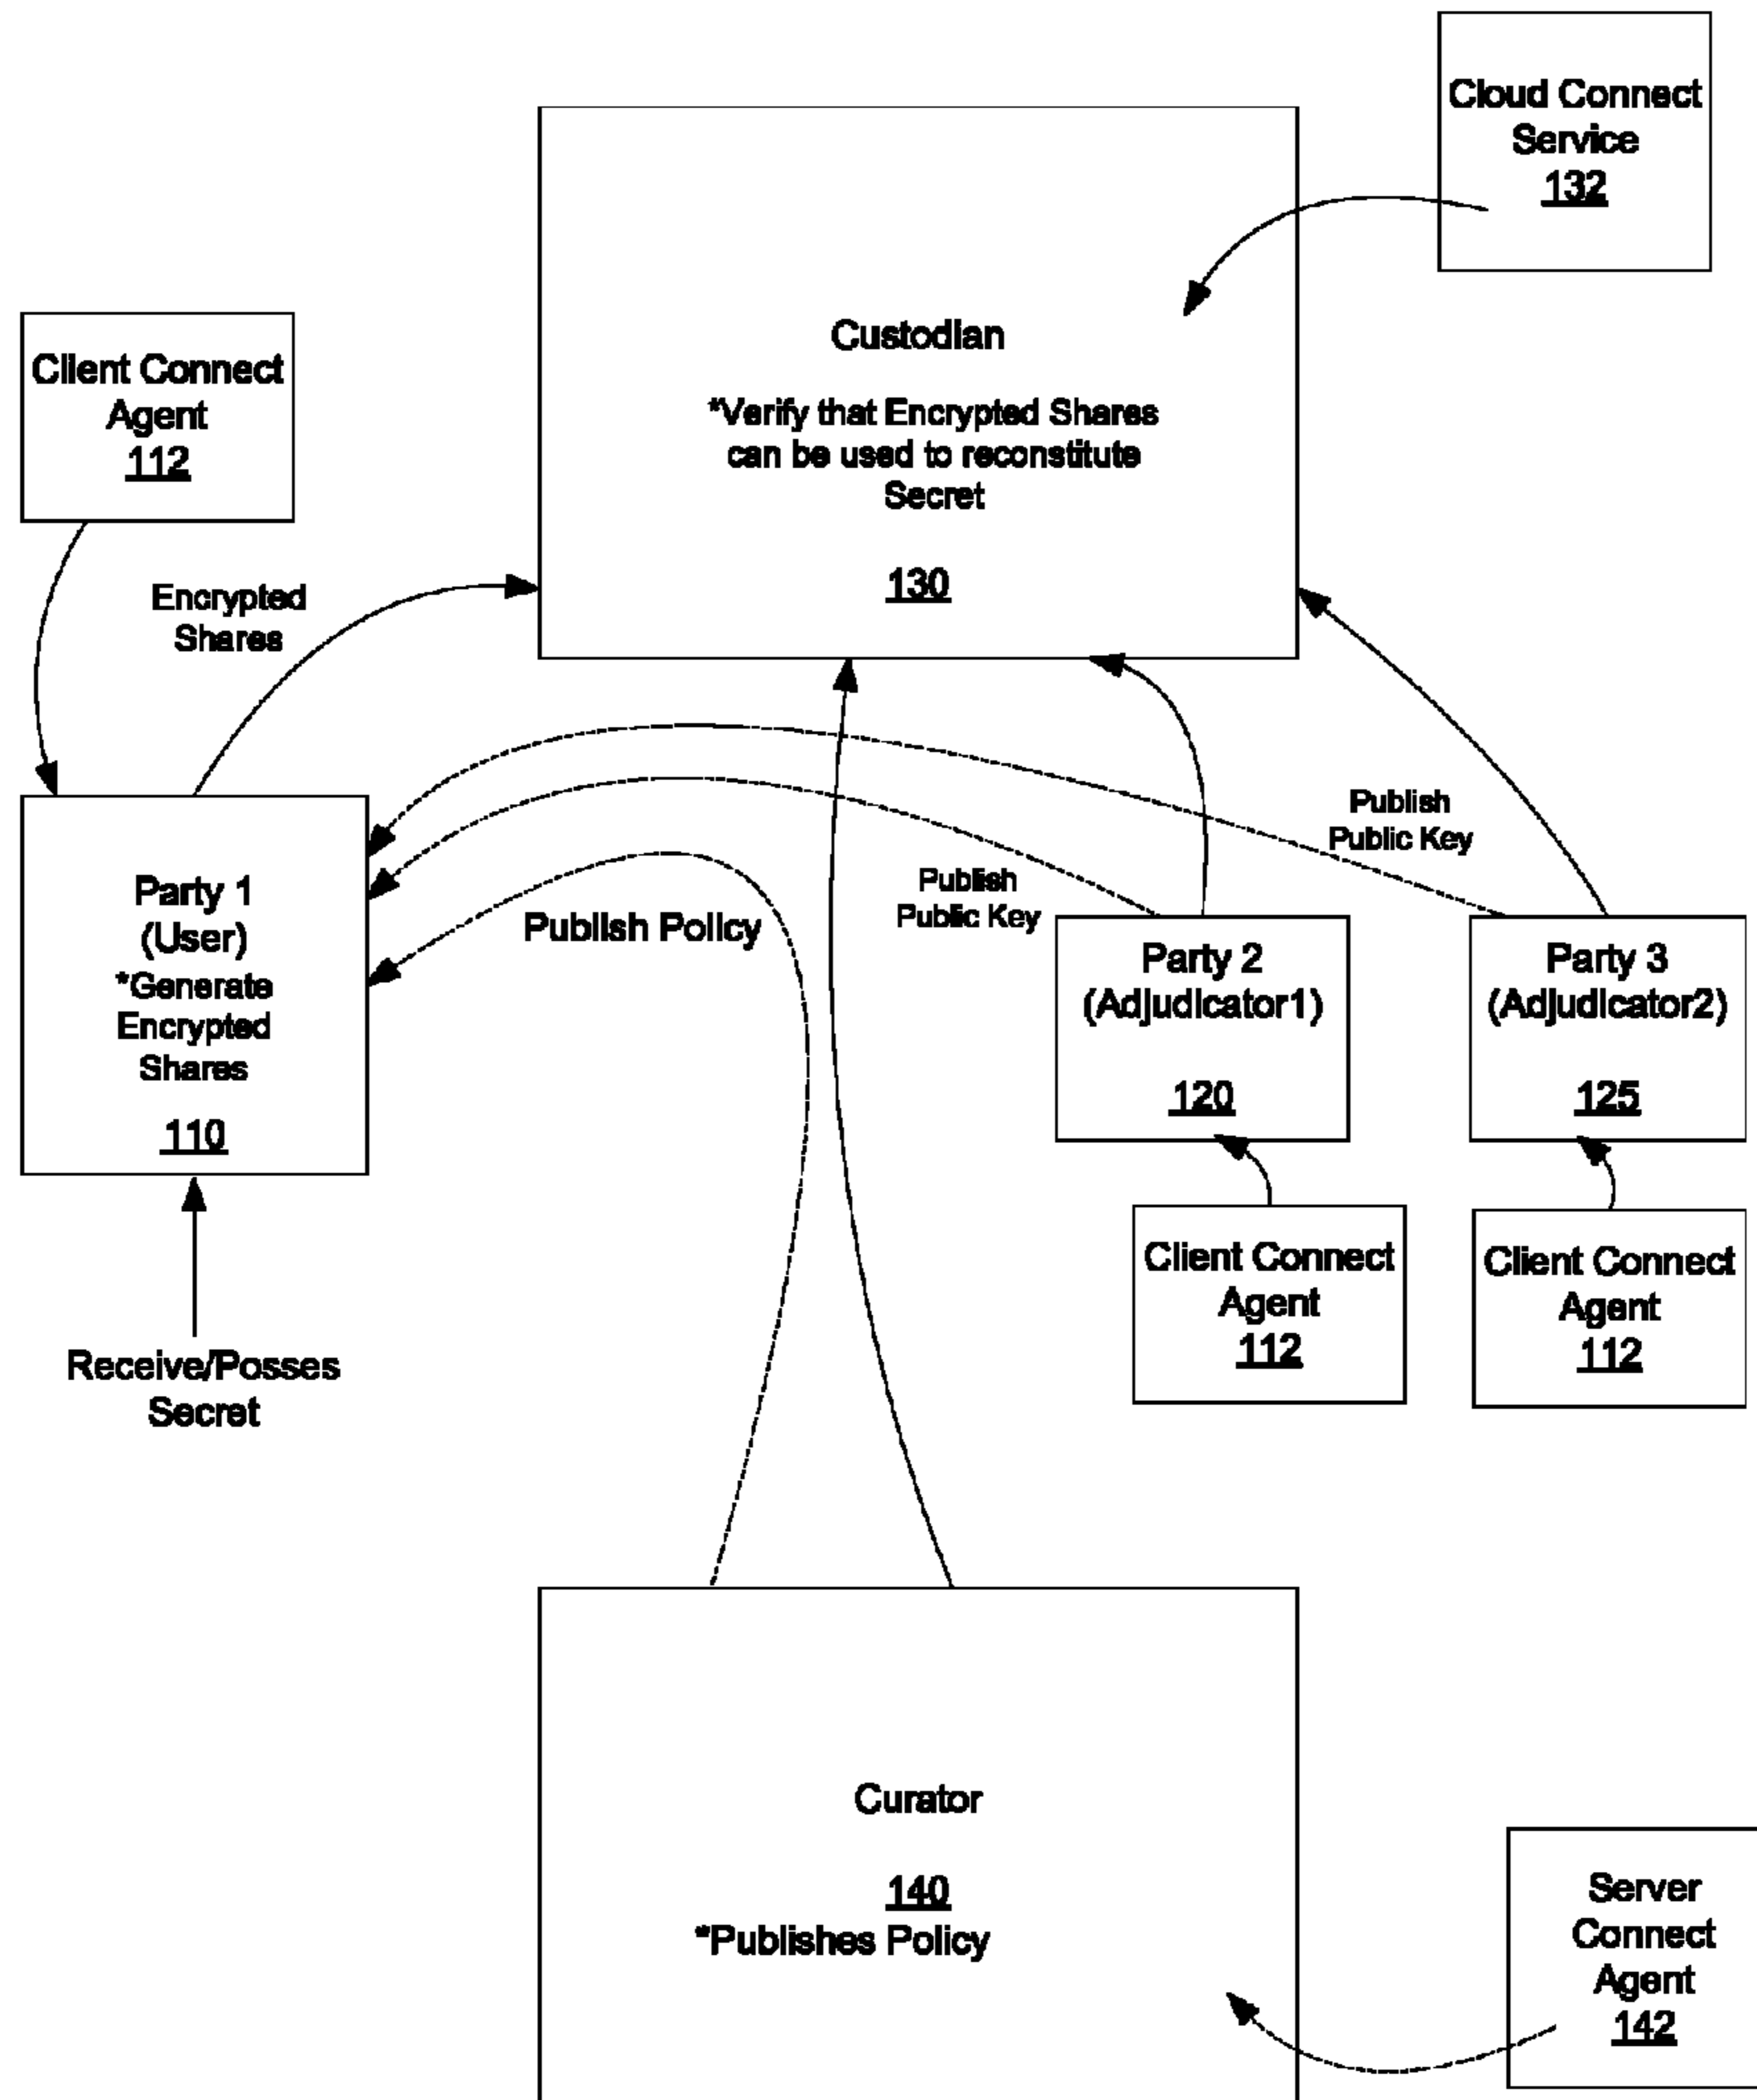 Cloud Connect
Service
132
Custodian
*Verify that Encrypted Shares
can be used to reconstitute
Secret
130
Client Connect
Agent
112
Encrypted
Shares
Publish
Public Key
Publish
Public Key
Publish Policy
Party 1
(User)
*Generate
Encrypted
Shares
110
Party 2
(Adjudicator1)
120
Party 3
(Adjudicator2)
125
Client Connect
Agent
112
Client Connect
Agent
112
Receive/Posses
Secret
Curator
140
*Publishes Policy
Server
Connect
Agent
142